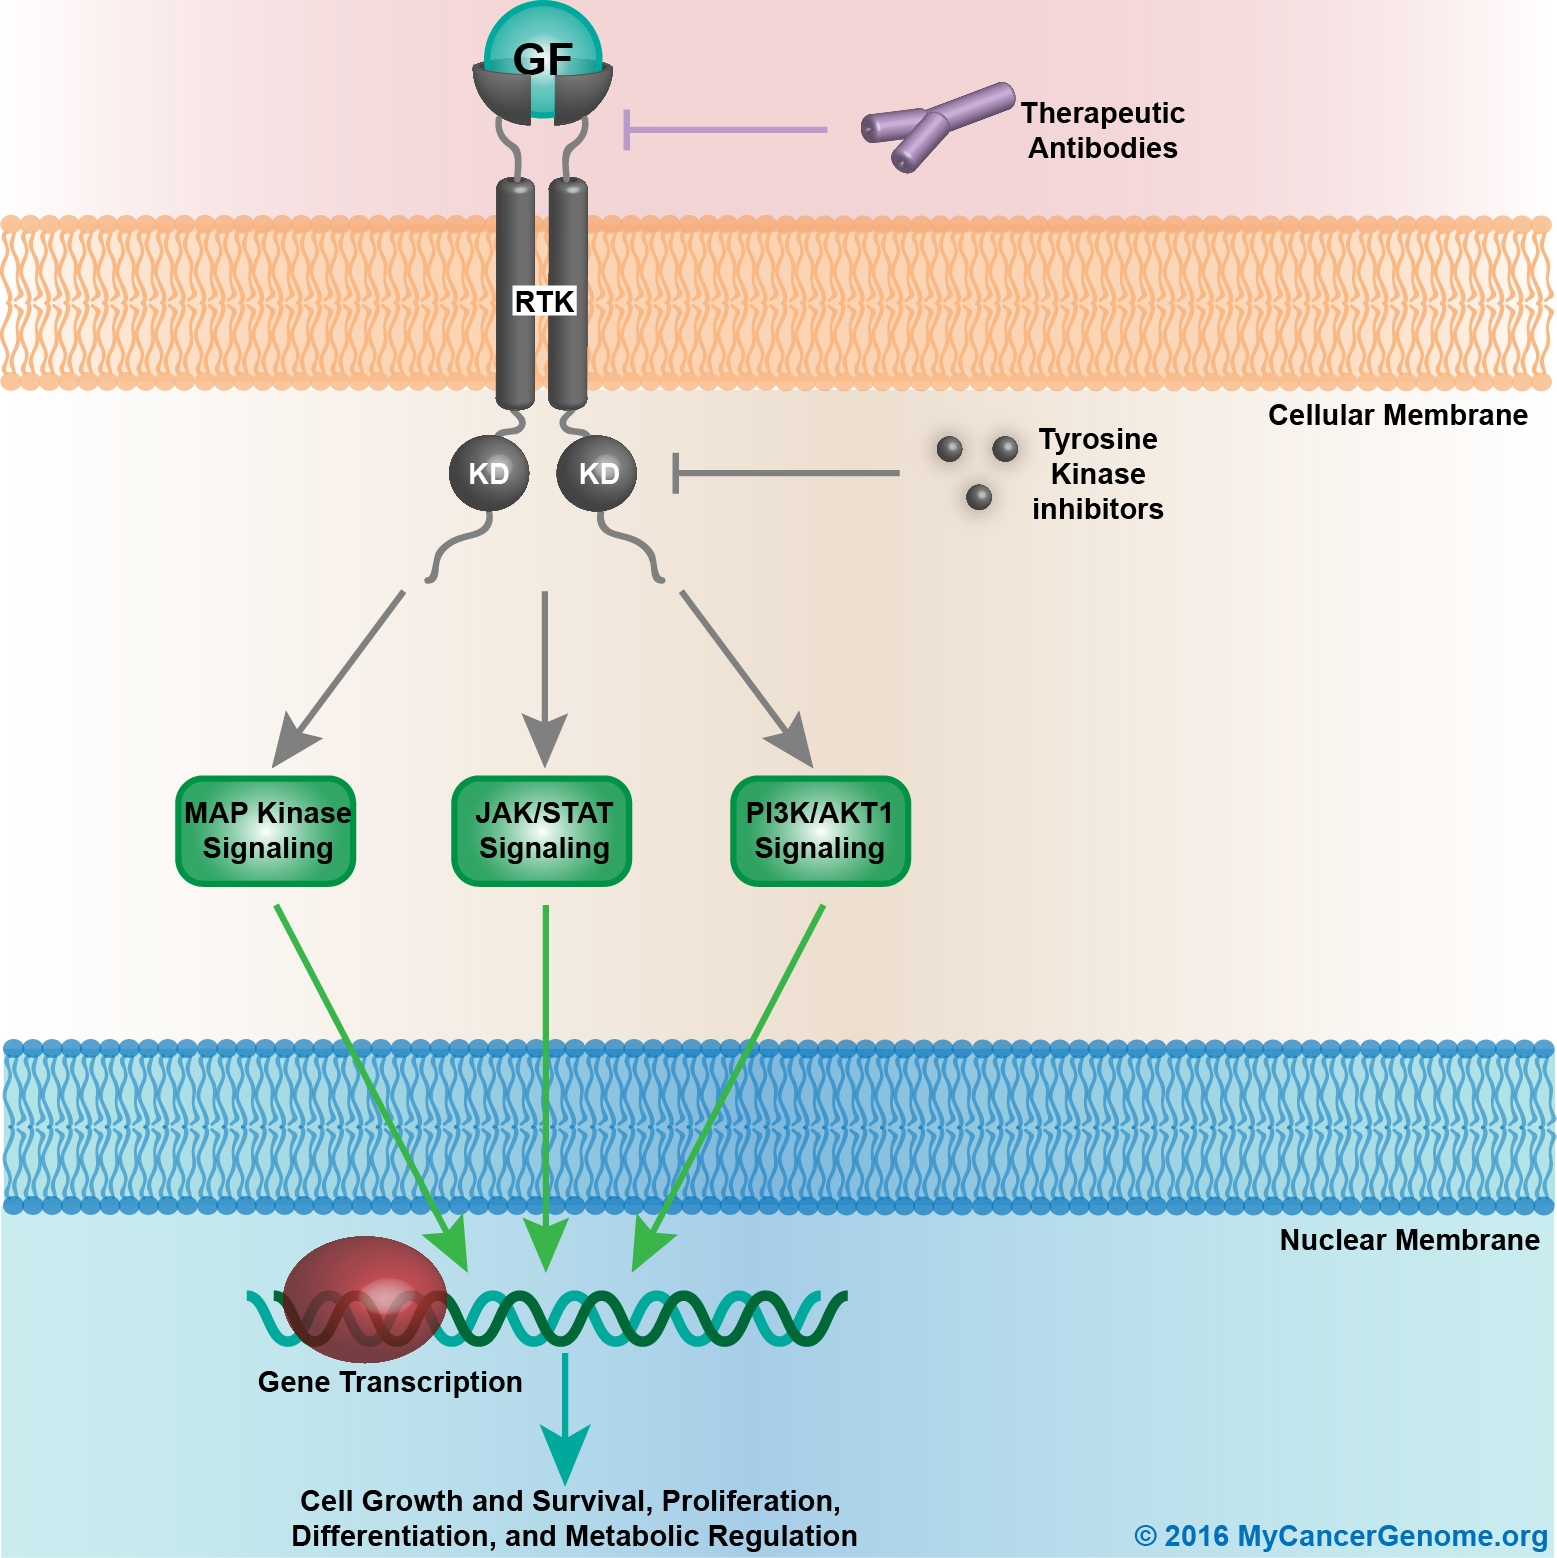 GF
Therapeutic
Antibodies
RTK
Cellular Membrane
KD
KD
Tyrosine
Kinase
inhibitors
MAP Kinase
Signaling
JAK/STAT
Signaling
PI3K/AKT1
Signaling
Nuclear Membrane
Gene Transcription
Cell Growth and Survival, Proliferation,
Differentiation, and Metabolic Regulation
© 2016 MyCancerGenome.org